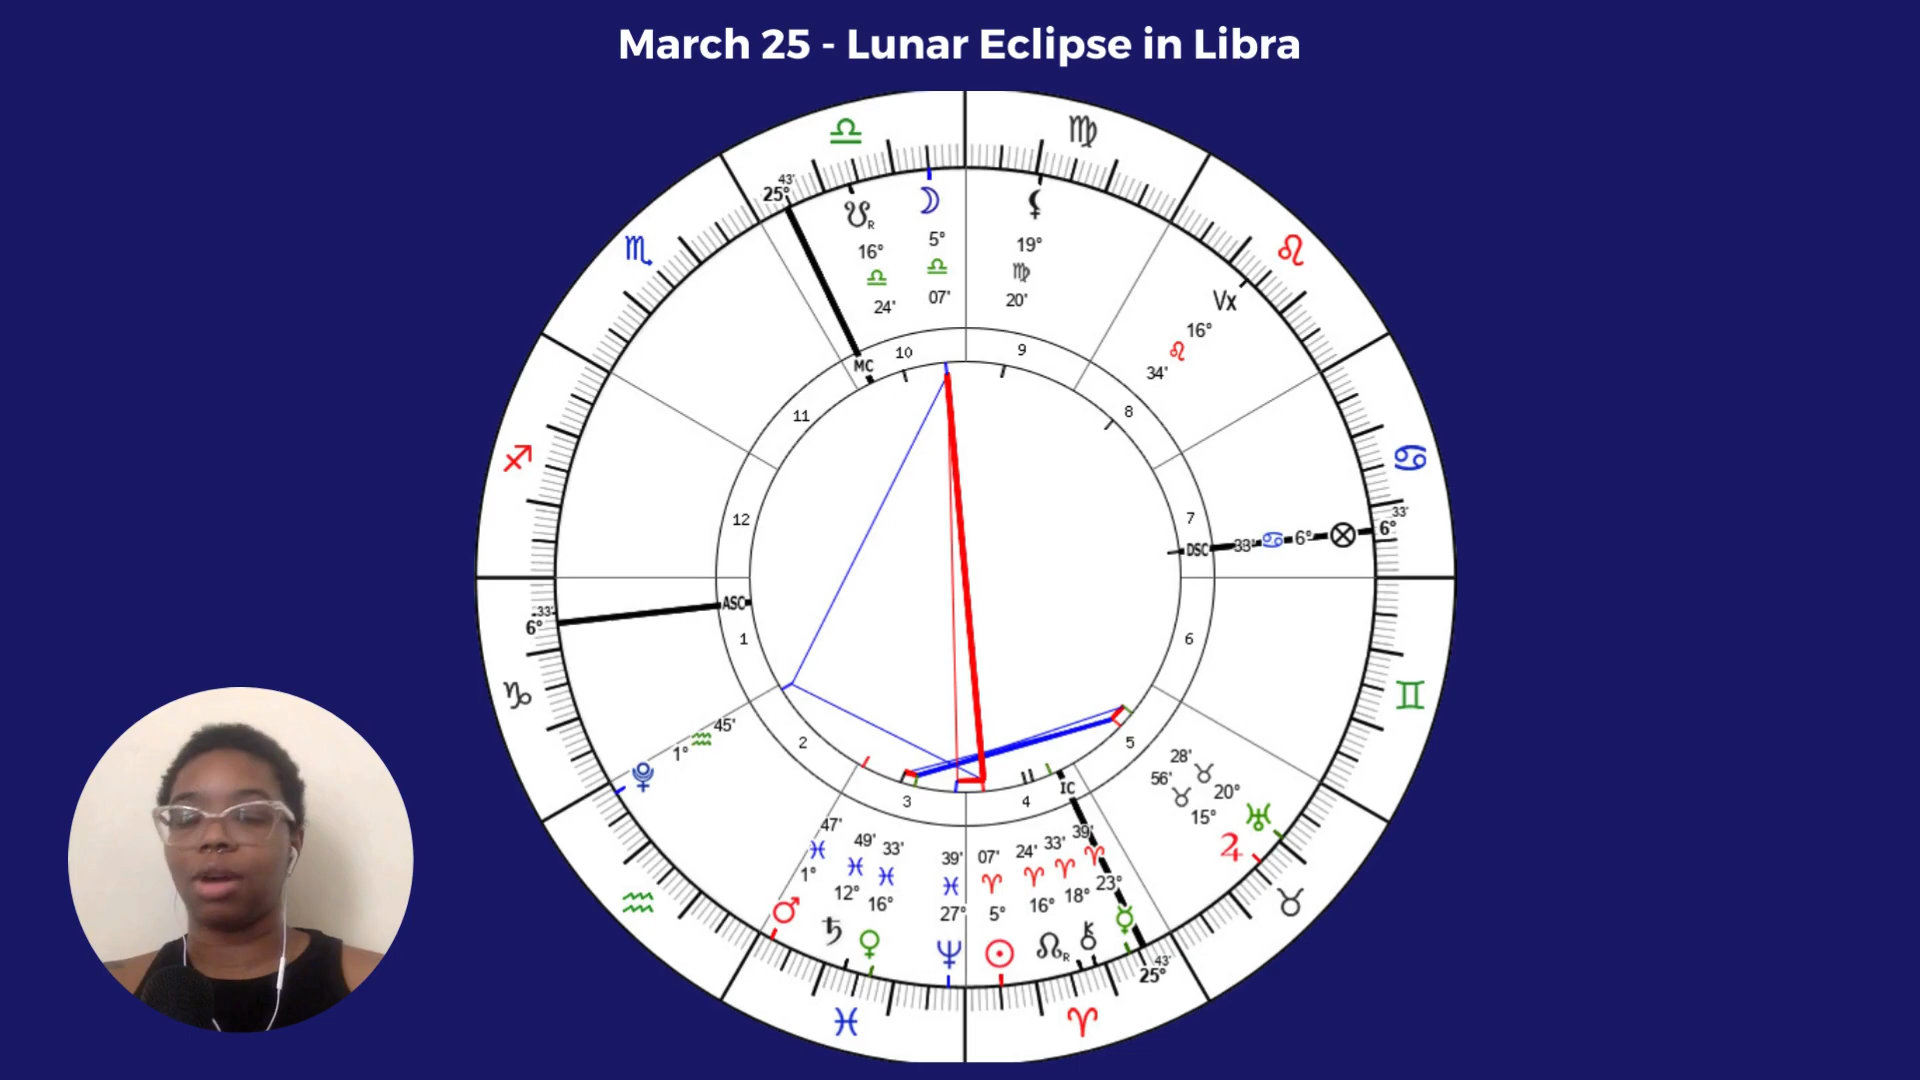 March 25 - Lunar Eclipse in Libra
♎ ♍
43'
25°
☋R ☽ ⚸
♏ ♌
16° 5° 19°
♎ ♎ ♍
24' 07' 20'
Vx
16°
♌
34'
MC 10 9
11 8
♐ ♋
12 7
33'
6°
DSC 33' ♋ 6° ⊗
ASC
33'
6°
1 6
♑ ♊
45'
♒
1°
2 5
28'
♉
56'
♉
20°
15°
♅
♃
3 4 IC
47' 49' 33' 39' 07' 24' 33' 39'
♓ ♓ ♓ ♓ ♈ ♈ ♈ ♈
1° 12° 16° 27° 5° 16° 18° 23°
♂ ♄ ♀ ♆ ☉ ☊R ⚷ ☿
♒ ♉
43'
25°
♓ ♈